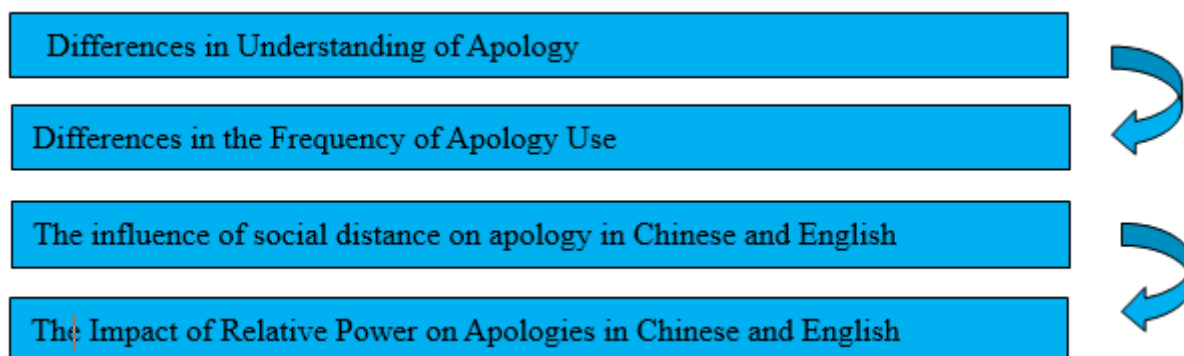 Differences in Understanding of Apology
Differences in the Frequency of Apology Use
The influence of social distance on apology in Chinese and English
The Impact of Relative Power on Apologies in Chinese and English